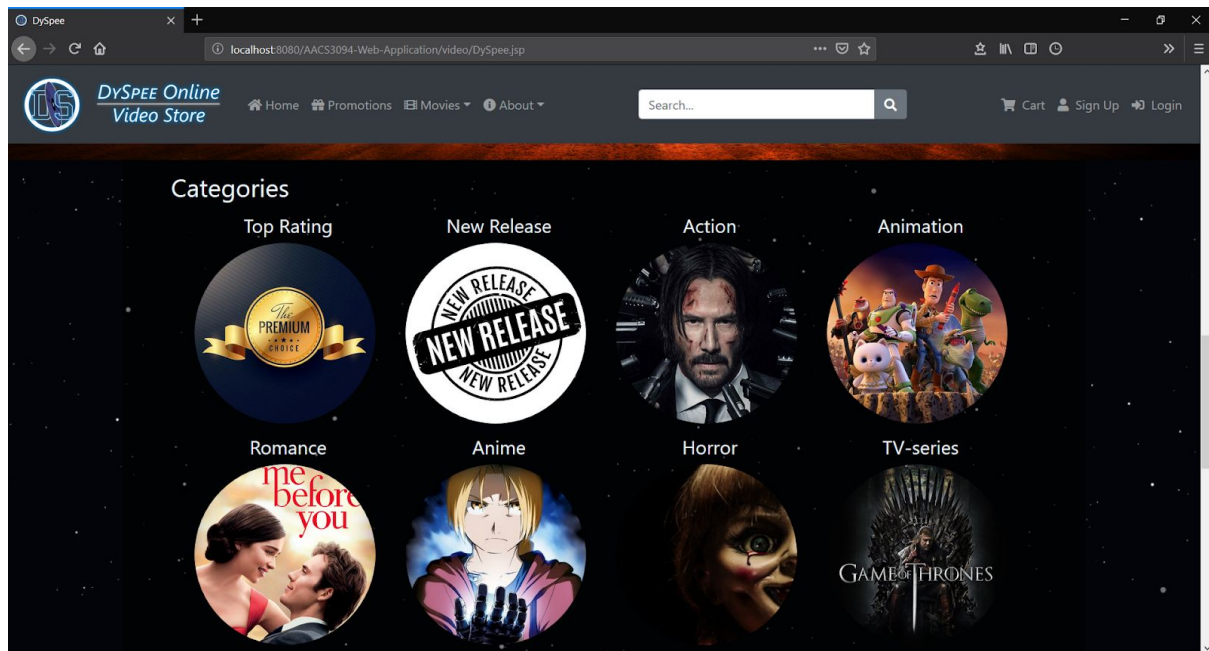 DySpee
localhost:8080/AACS3094-Web-Application/video/DySpee.jsp
DS
DYSPEE Online
Video Store
Home Promotions Movies About
Search...
Cart Sign Up Login
Categories
Top Rating New Release Action Animation
The
PREMIUM
CHOICE
NEW RELEASE
NEW RELEASE
NEW RELEASE
Romance Anime Horror TV-series
me
before
you
GAME OF THRONES